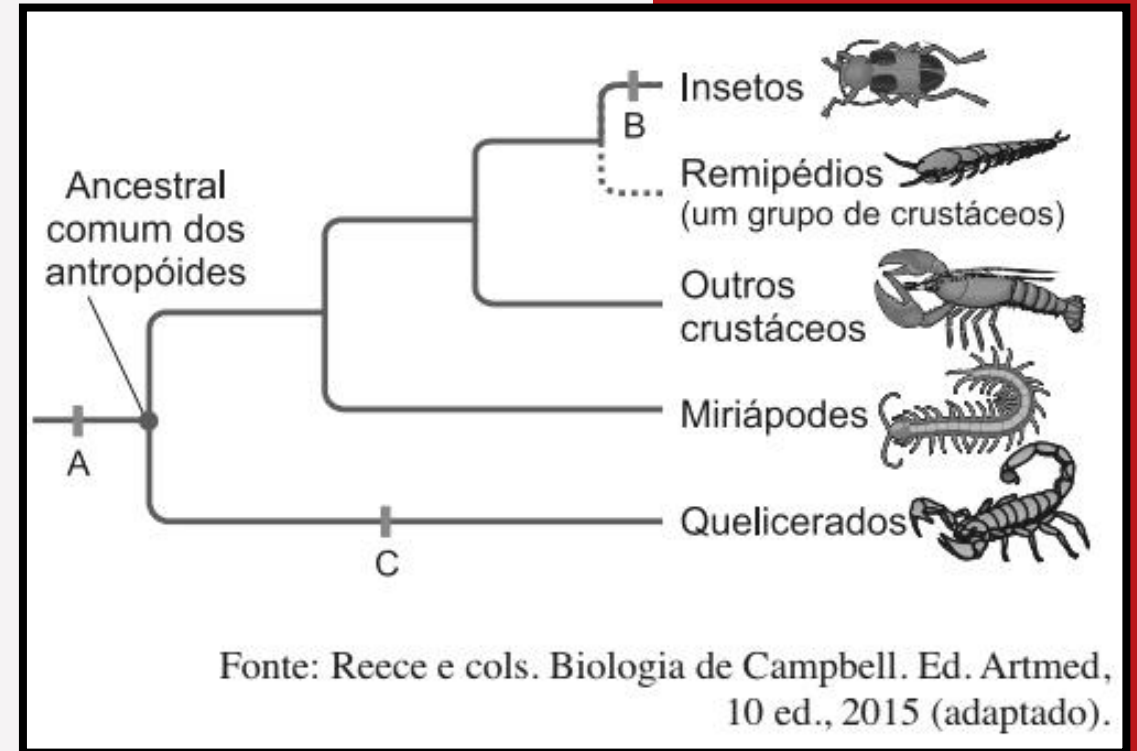 Insetos
B
Remipédios
(um grupo de crustáceos)
Ancestral
comum dos
antropóides
Outros
crustáceos
Miriápodes
A
Quelicerados
C
Fonte: Reece e cols. Biologia de Campbell. Ed. Artmed,
10 ed., 2015 (adaptado).